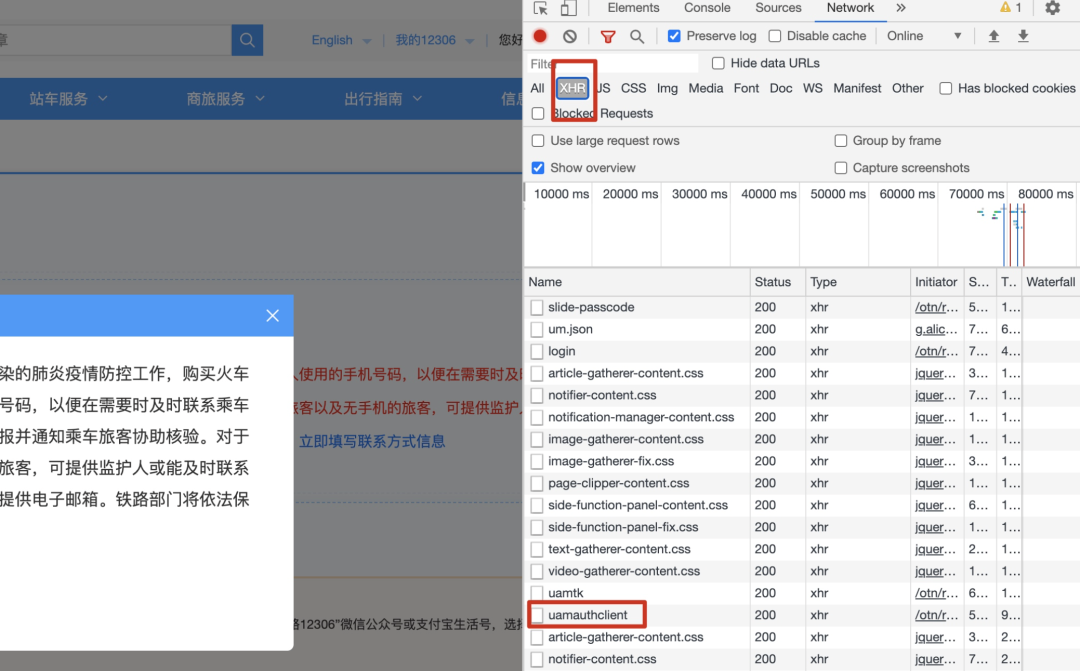 章
English
我的12306
您好
站车服务
商旅服务
出行指南
信息
染的肺炎疫情防控工作，购买火车
号码，以便在需要时及时联系乘车
报并通知乘车旅客协助核验。对于
旅客，可提供监护人或能及时联系
提供电子邮箱。铁路部门将依法保
人使用的手机号码，以便在需要时及时
旅客以及无手机的旅客，可提供监护人
立即填写联系方式信息
路12306”微信公众号或支付宝生活号，选择
Elements Console Sources Network » 1
Preserve log Disable cache Online
Filter Hide data URLs
All XHR JS CSS Img Media Font Doc WS Manifest Other Has blocked cookies
Blocked Requests
Use large request rows Group by frame
Show overview Capture screenshots
10000 ms 20000 ms 30000 ms 40000 ms 50000 ms 60000 ms 70000 ms 80000 ms
Name Status Type Initiator S... T.. Waterfall
slide-passcode 200 xhr /otn/r... 5... 1...
um.json 200 xhr g.alic... 7... 6...
login 200 xhr /otn/r... 7... 4...
article-gatherer-content.css 200 xhr jquer... 3... 1...
notifier-content.css 200 xhr jquer... 7... 1...
notification-manager-content.css 200 xhr jquer... 1... 1...
image-gatherer-content.css 200 xhr jquer... 1... 1...
image-gatherer-fix.css 200 xhr jquer... 3... 1...
page-clipper-content.css 200 xhr jquer... 1... 1...
side-function-panel-content.css 200 xhr jquer... 6... 1...
side-function-panel-fix.css 200 xhr jquer... 1... 1...
text-gatherer-content.css 200 xhr jquer... 2... 1...
video-gatherer-content.css 200 xhr jquer... 1... 1...
uamtk 200 xhr /otn/r... 6... 1...
uamauthclient 200 xhr /otn/r... 5... 9...
article-gatherer-content.css 200 xhr jquer... 3... 2...
notifier-content.css 200 xhr jquer... 7... 2...